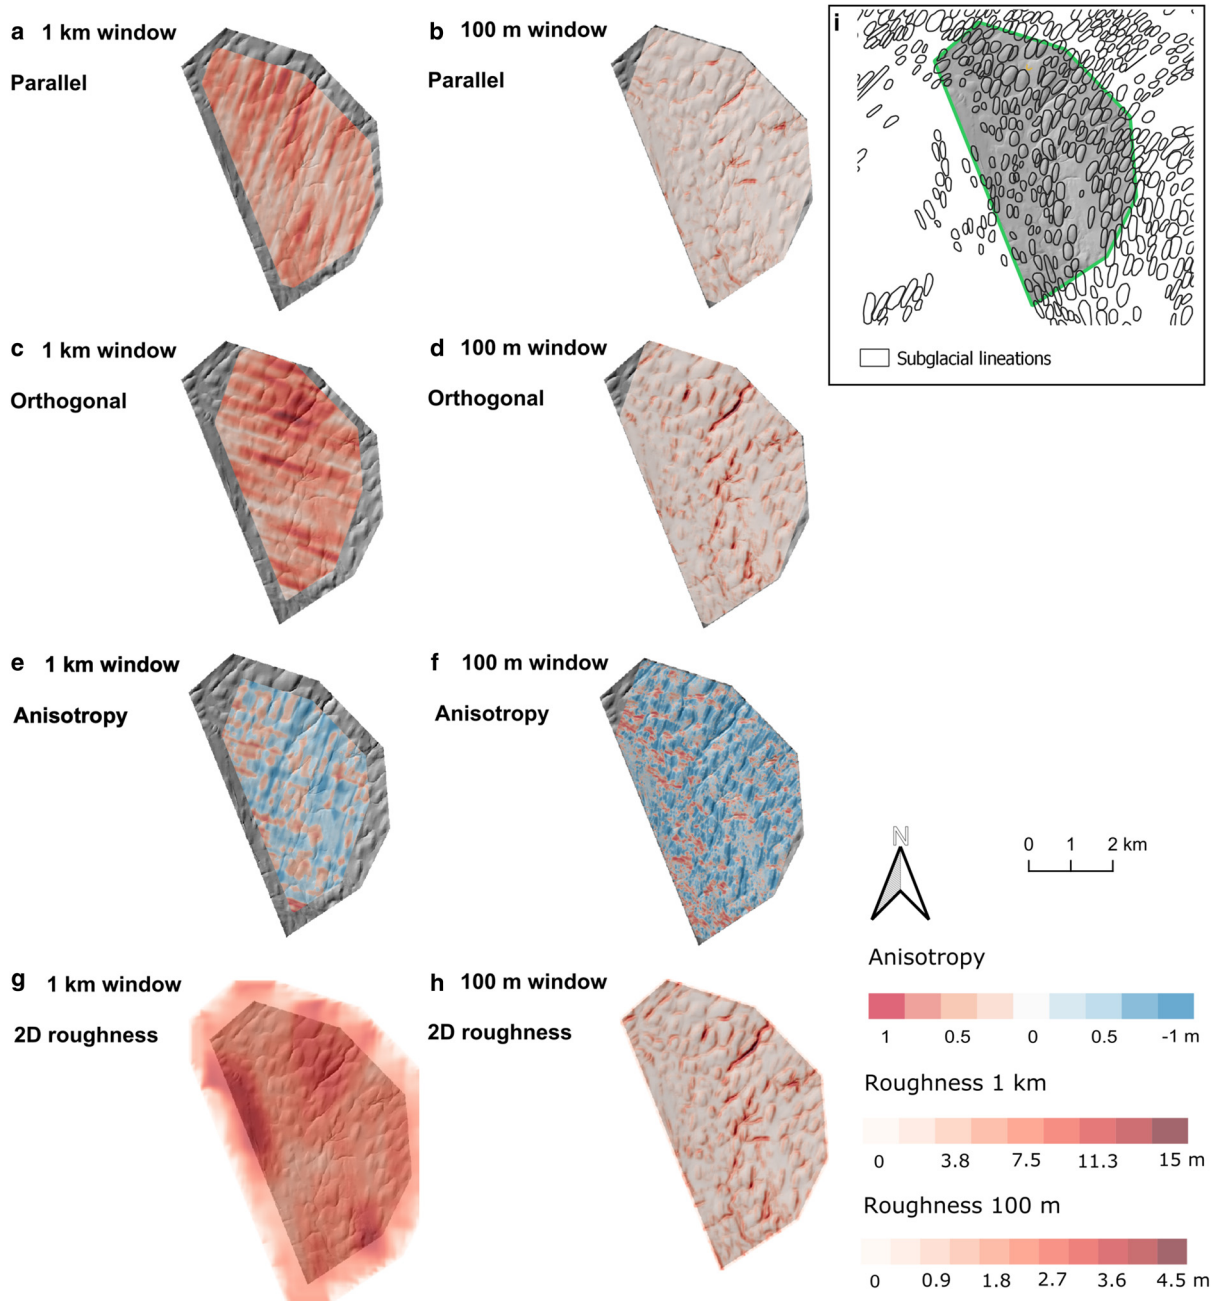 a 1 km window
Parallel
b 100 m window
Parallel
i
Subglacial lineations
c 1 km window
Orthogonal
d 100 m window
Orthogonal
e 1 km window
Anisotropy
f 100 m window
Anisotropy
g 1 km window
2D roughness
h 100 m window
2D roughness
N
0 1 2 km
Anisotropy
1 0.5 0 0.5 -1 m
Roughness 1 km
0 3.8 7.5 11.3 15 m
Roughness 100 m
0 0.9 1.8 2.7 3.6 4.5 m